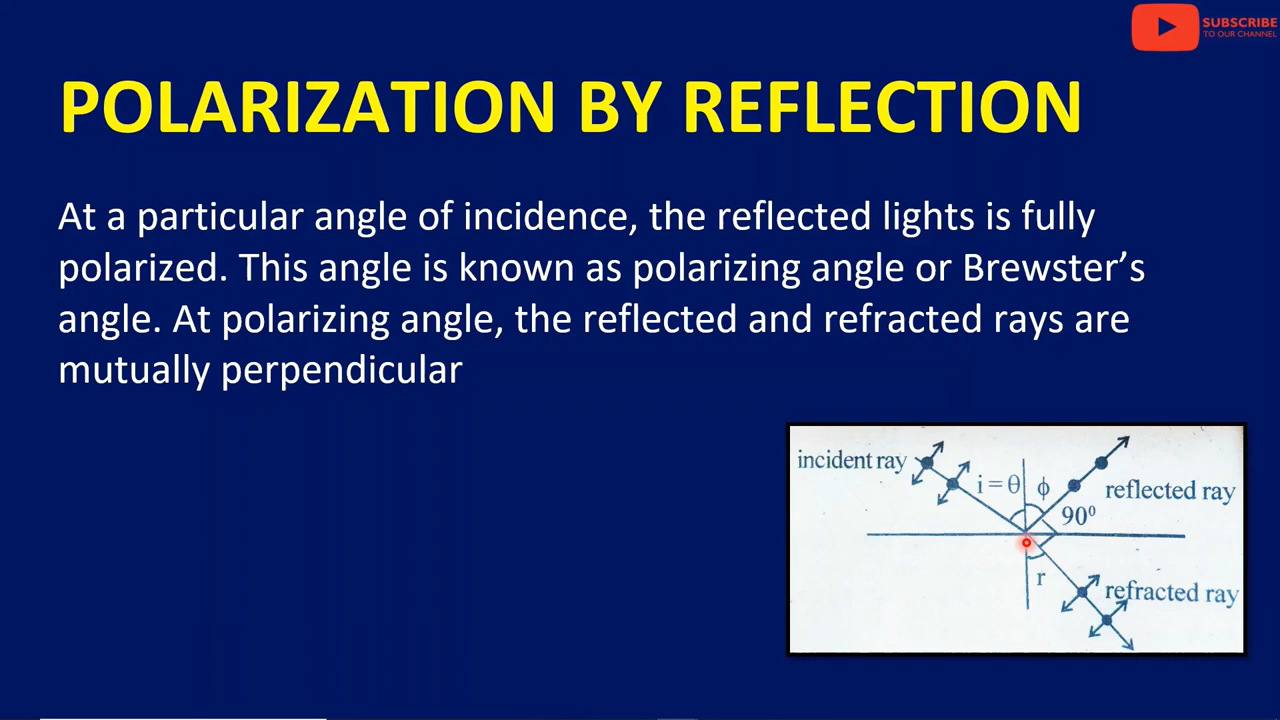 SUBSCRIBE
TO OUR CHANNEL
POLARIZATION BY REFLECTION
At a particular angle of incidence, the reflected lights is fully
polarized. This angle is known as polarizing angle or Brewster’s
angle. At polarizing angle, the reflected and refracted rays are
mutually perpendicular
incident ray
i = θ
ϕ
reflected ray
90⁰
r
refracted ray